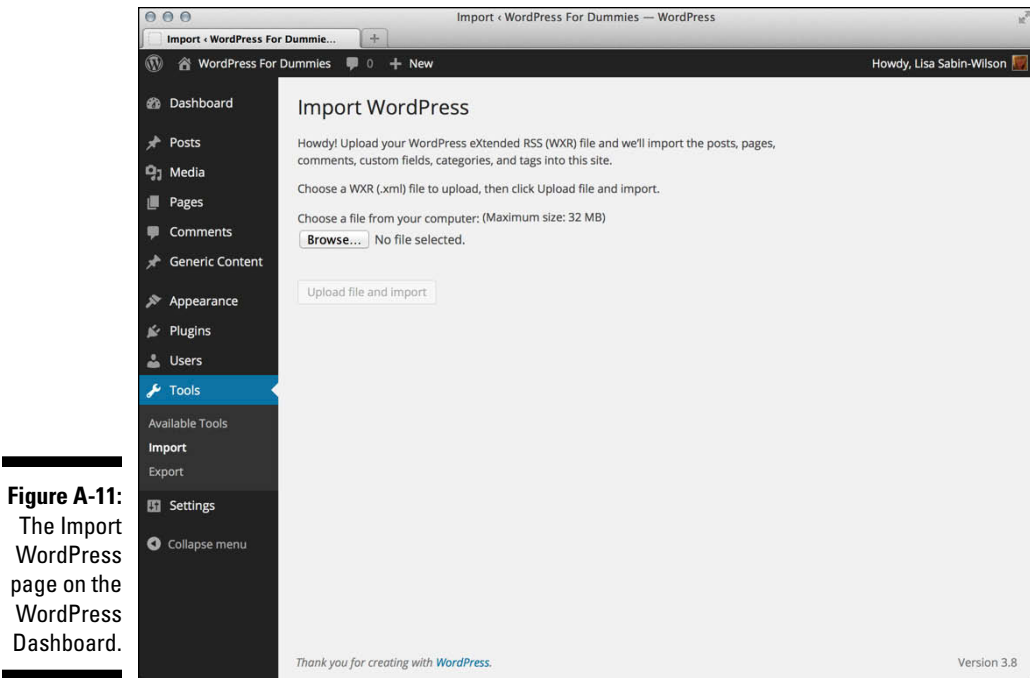 Import ‹ WordPress For Dummies — WordPress
Import ‹ WordPress For Dummie...
WordPress For Dummies 0 New
Howdy, Lisa Sabin-Wilson
Dashboard
Posts
Media
Pages
Comments
Generic Content
Appearance
Plugins
Users
Tools
Available Tools
Import
Export
Settings
Collapse menu
Import WordPress
Howdy! Upload your WordPress eXtended RSS (WXR) file and we'll import the posts, pages,
comments, custom fields, categories, and tags into this site.
Choose a WXR (.xml) file to upload, then click Upload file and import.
Choose a file from your computer: (Maximum size: 32 MB)
Browse... No file selected.
Upload file and import
Thank you for creating with WordPress.
Version 3.8
Figure A-11:
The Import
WordPress
page on the
WordPress
Dashboard.